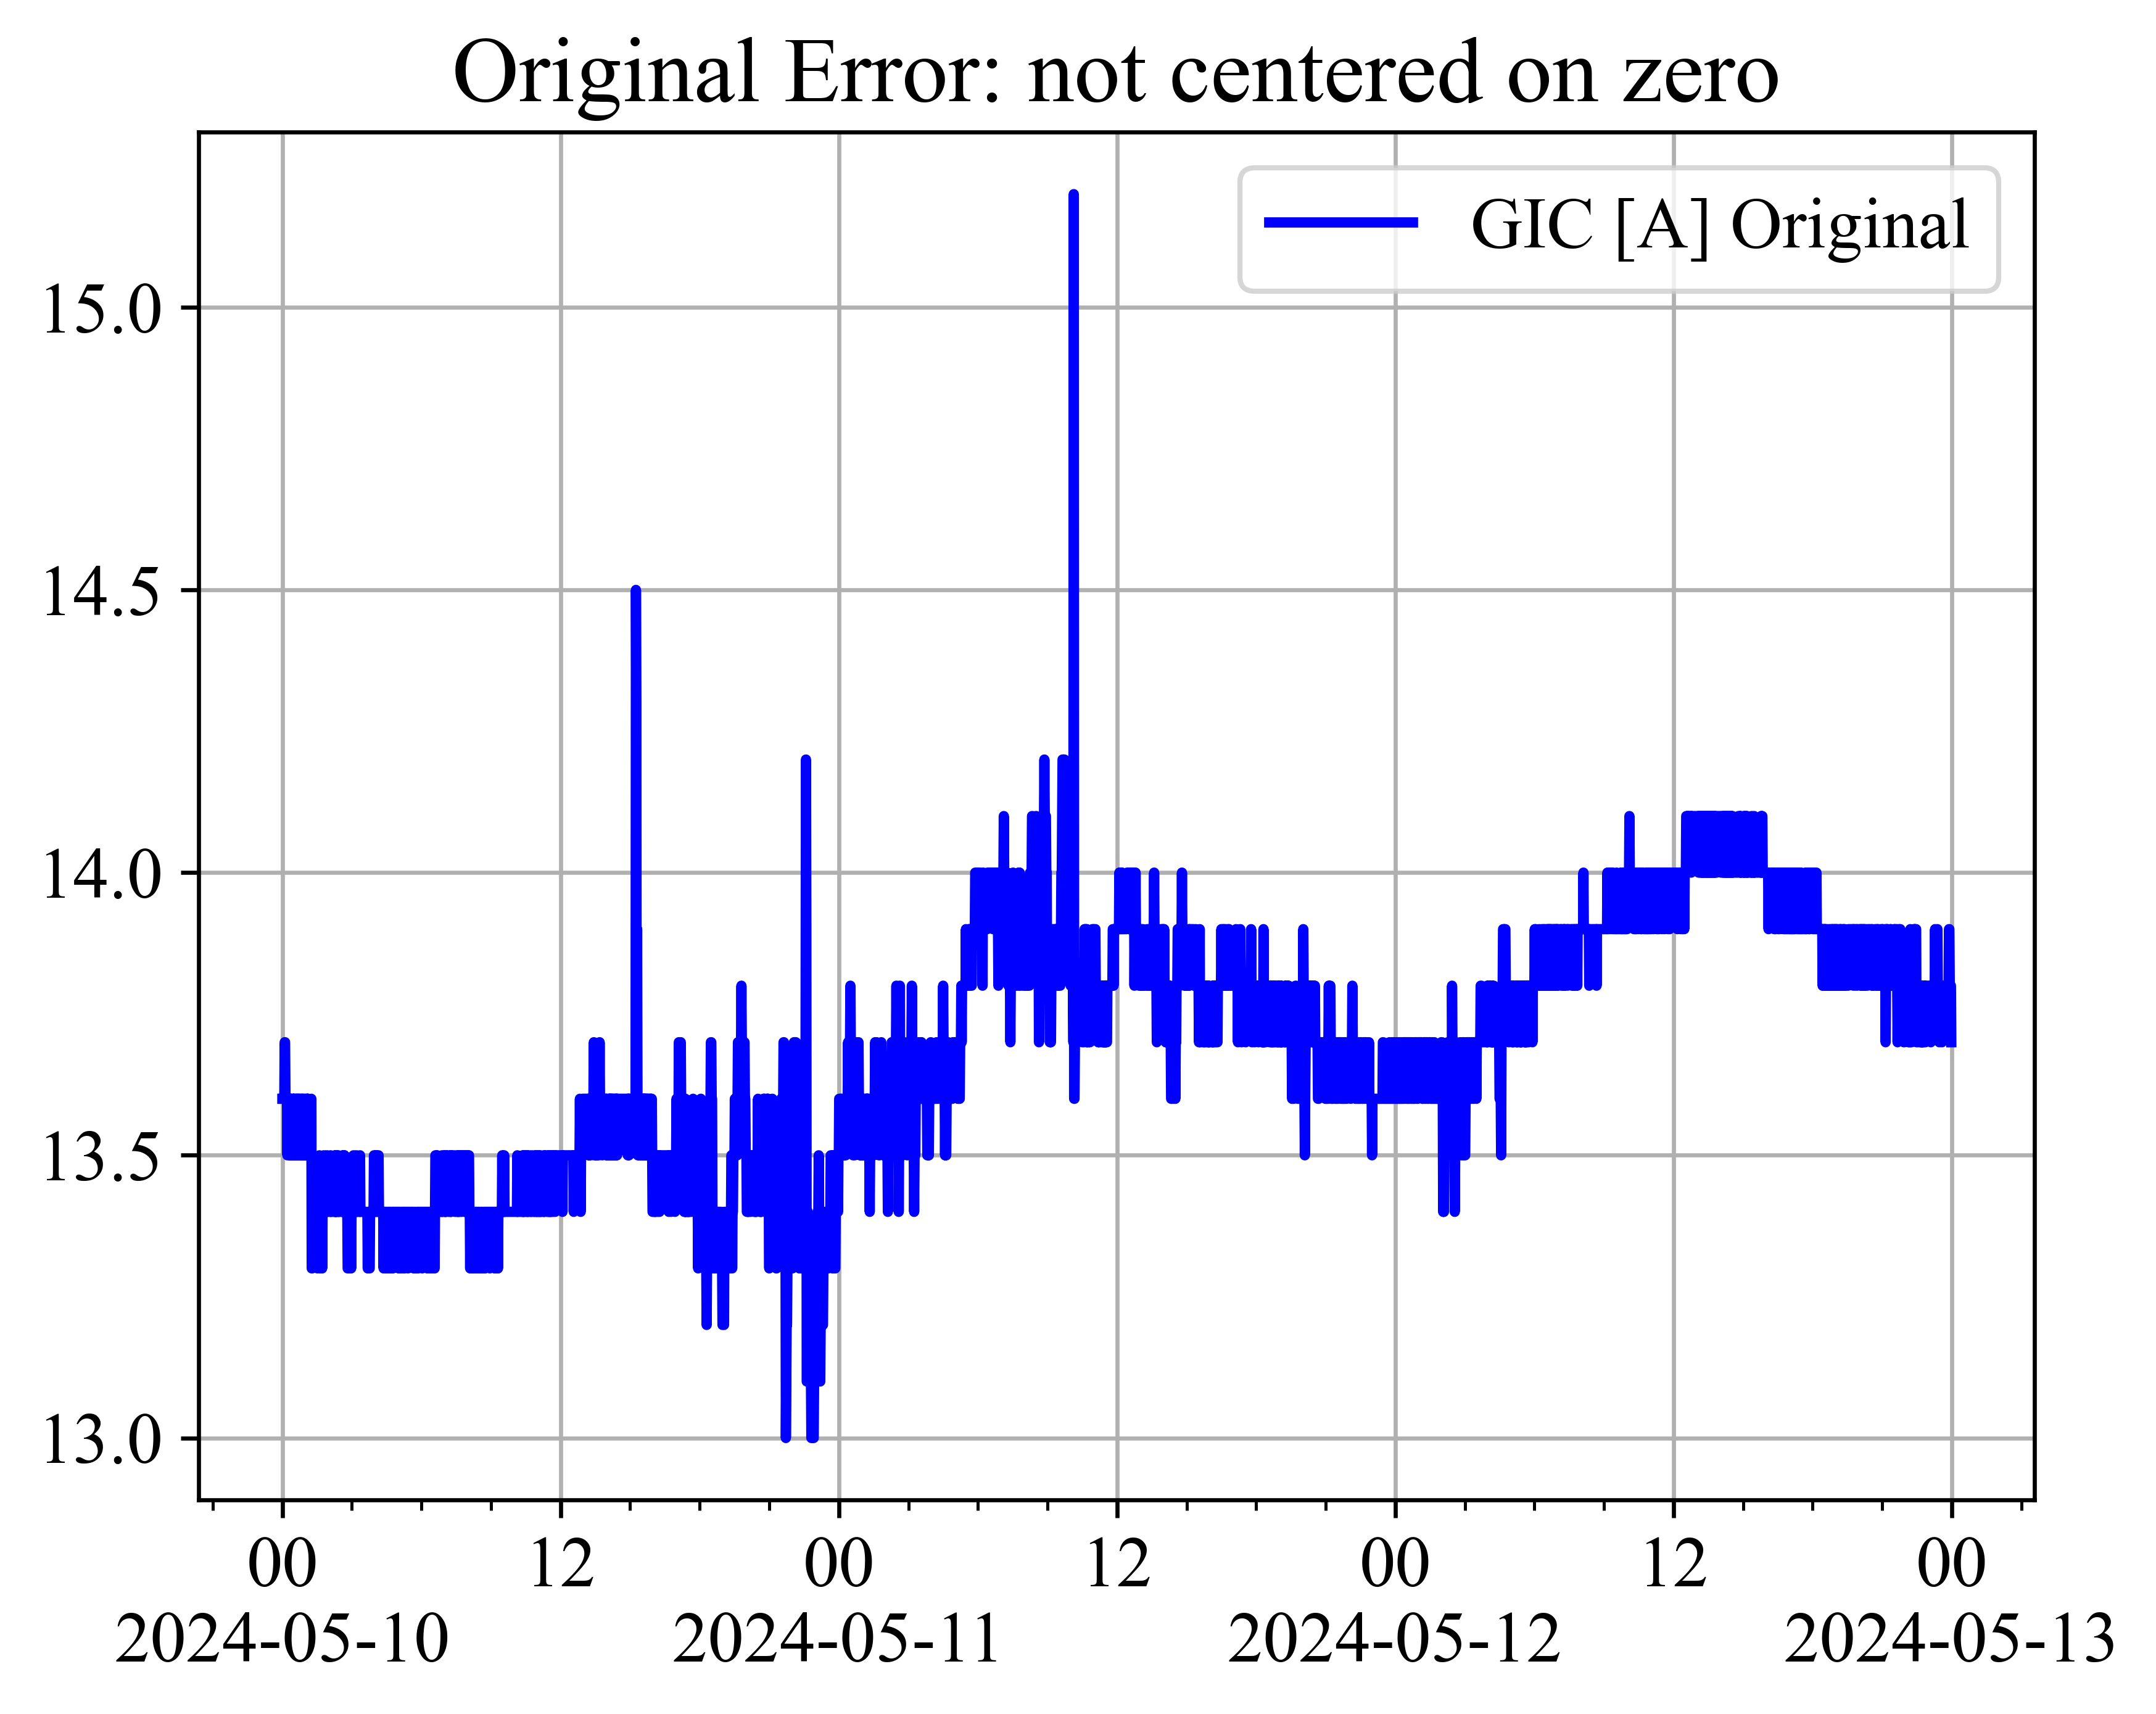 Original Error: not centered on zero
GIC [A] Original
15.0
14.5
14.0
13.5
13.0
00 12 00 12 00 12 00
2024-05-10 2024-05-11 2024-05-12 2024-05-13